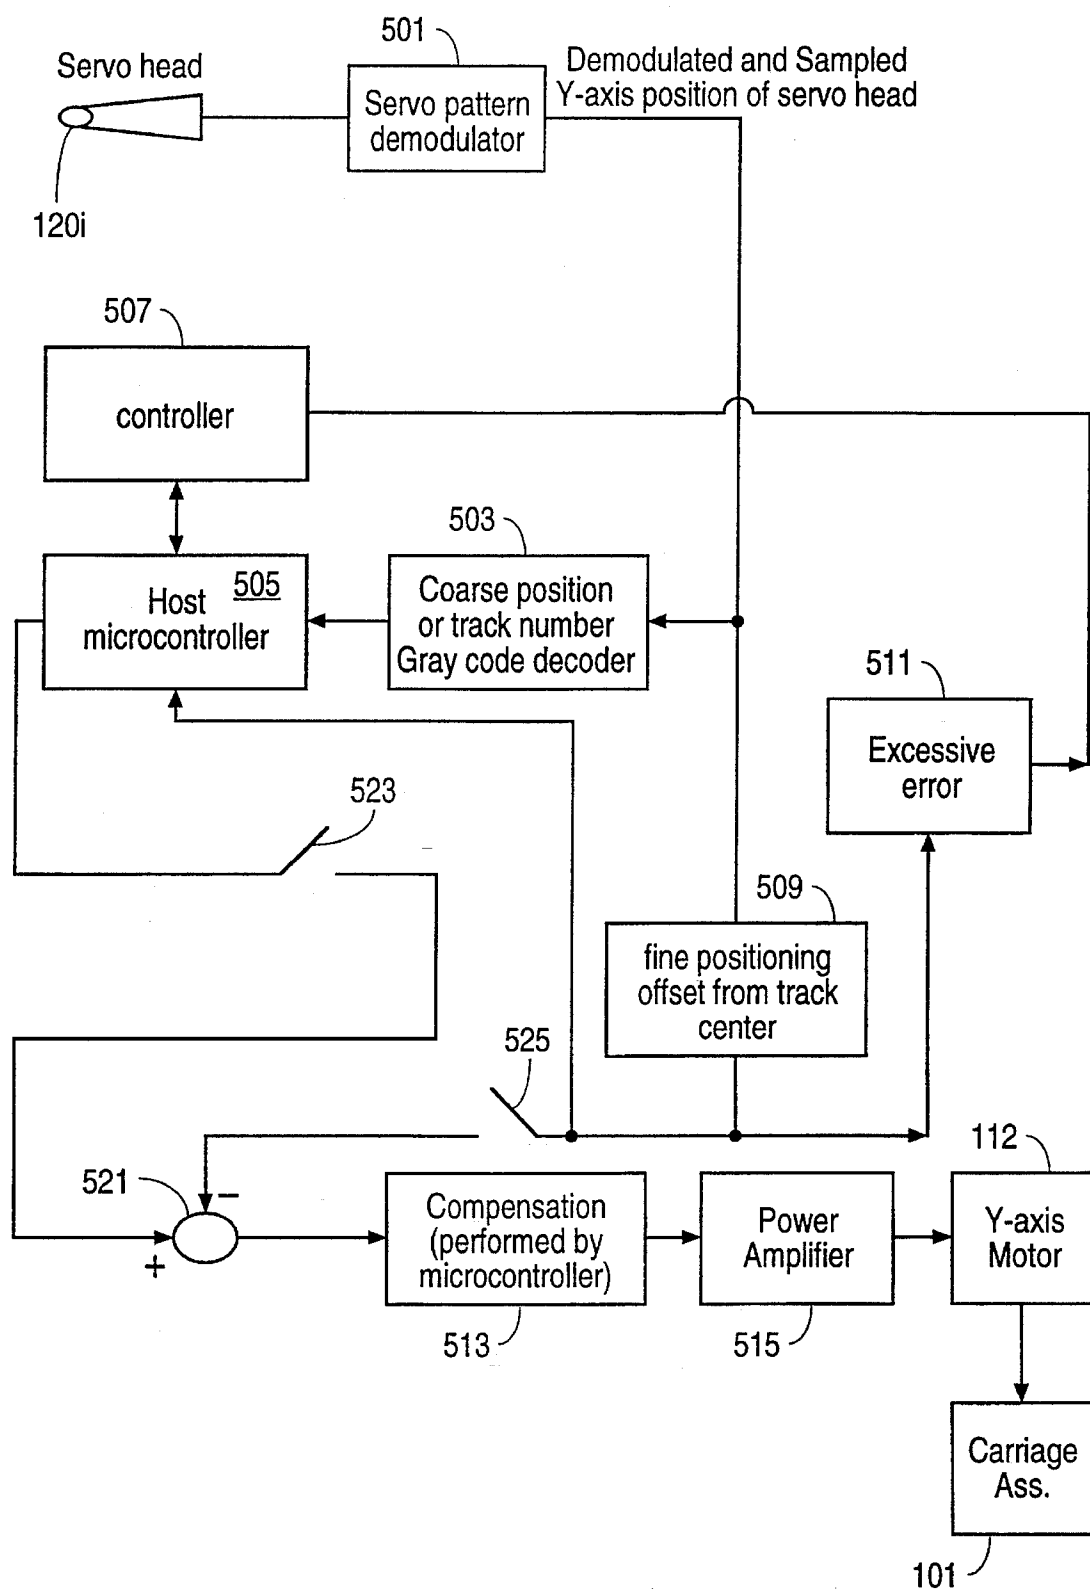 501
Servo head
Demodulated and Sampled
Y-axis position of servo head
Servo pattern
demodulator
120i
507
controller
503
Host
505
microcontroller
Coarse position
or track number
Gray code decoder
511
Excessive
error
523
509
fine positioning
offset from track
center
525
112
521
−
+
Compensation
(performed by
microcontroller)
Power
Amplifier
Y-axis
Motor
513
515
Carriage
Ass.
101